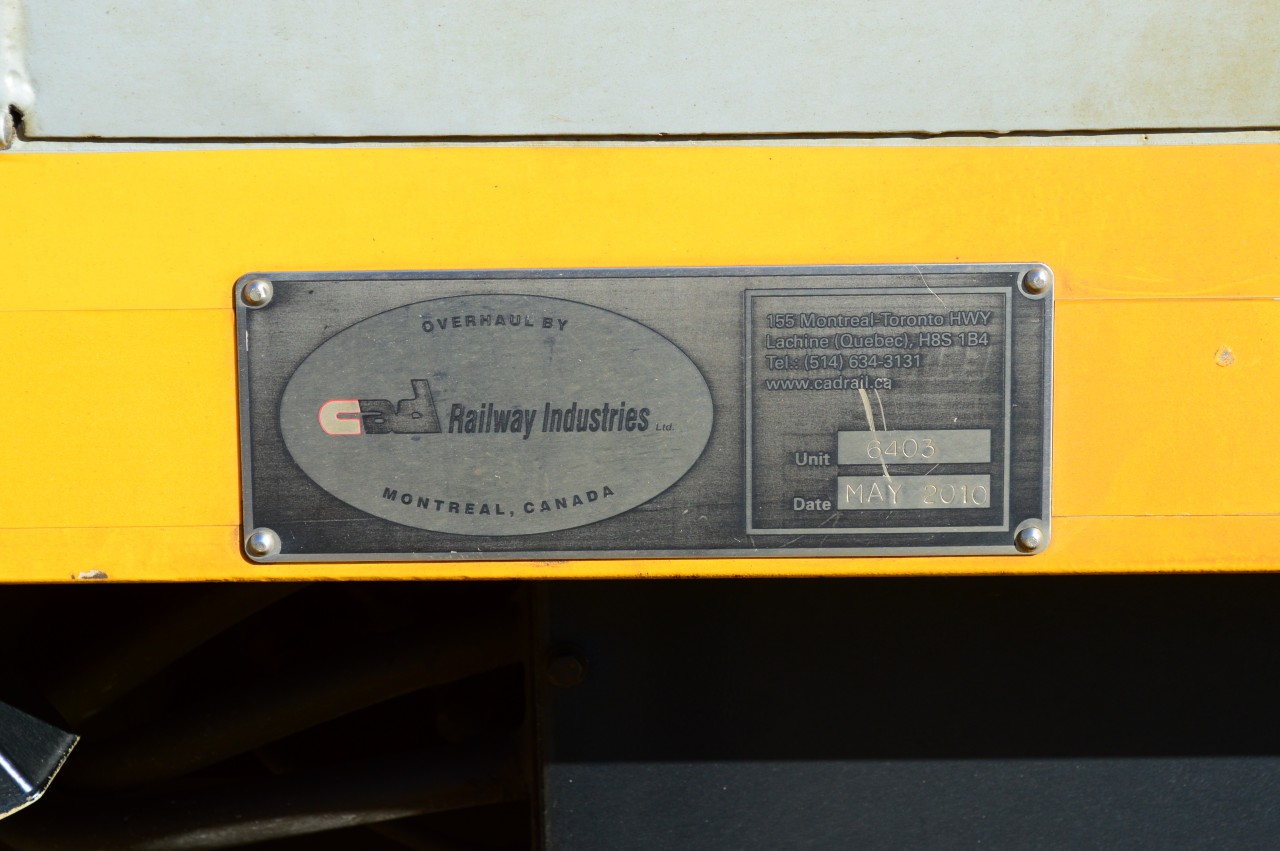 OVERHAUL BY
cad Railway Industries Ltd.
MONTREAL, CANADA
155 Montreal-Toronto HWY
Lachine (Quebec), H8S 1B4
Tel.: (514) 634-3131
www.cadrail.ca
Unit 6403
Date MAY 2010